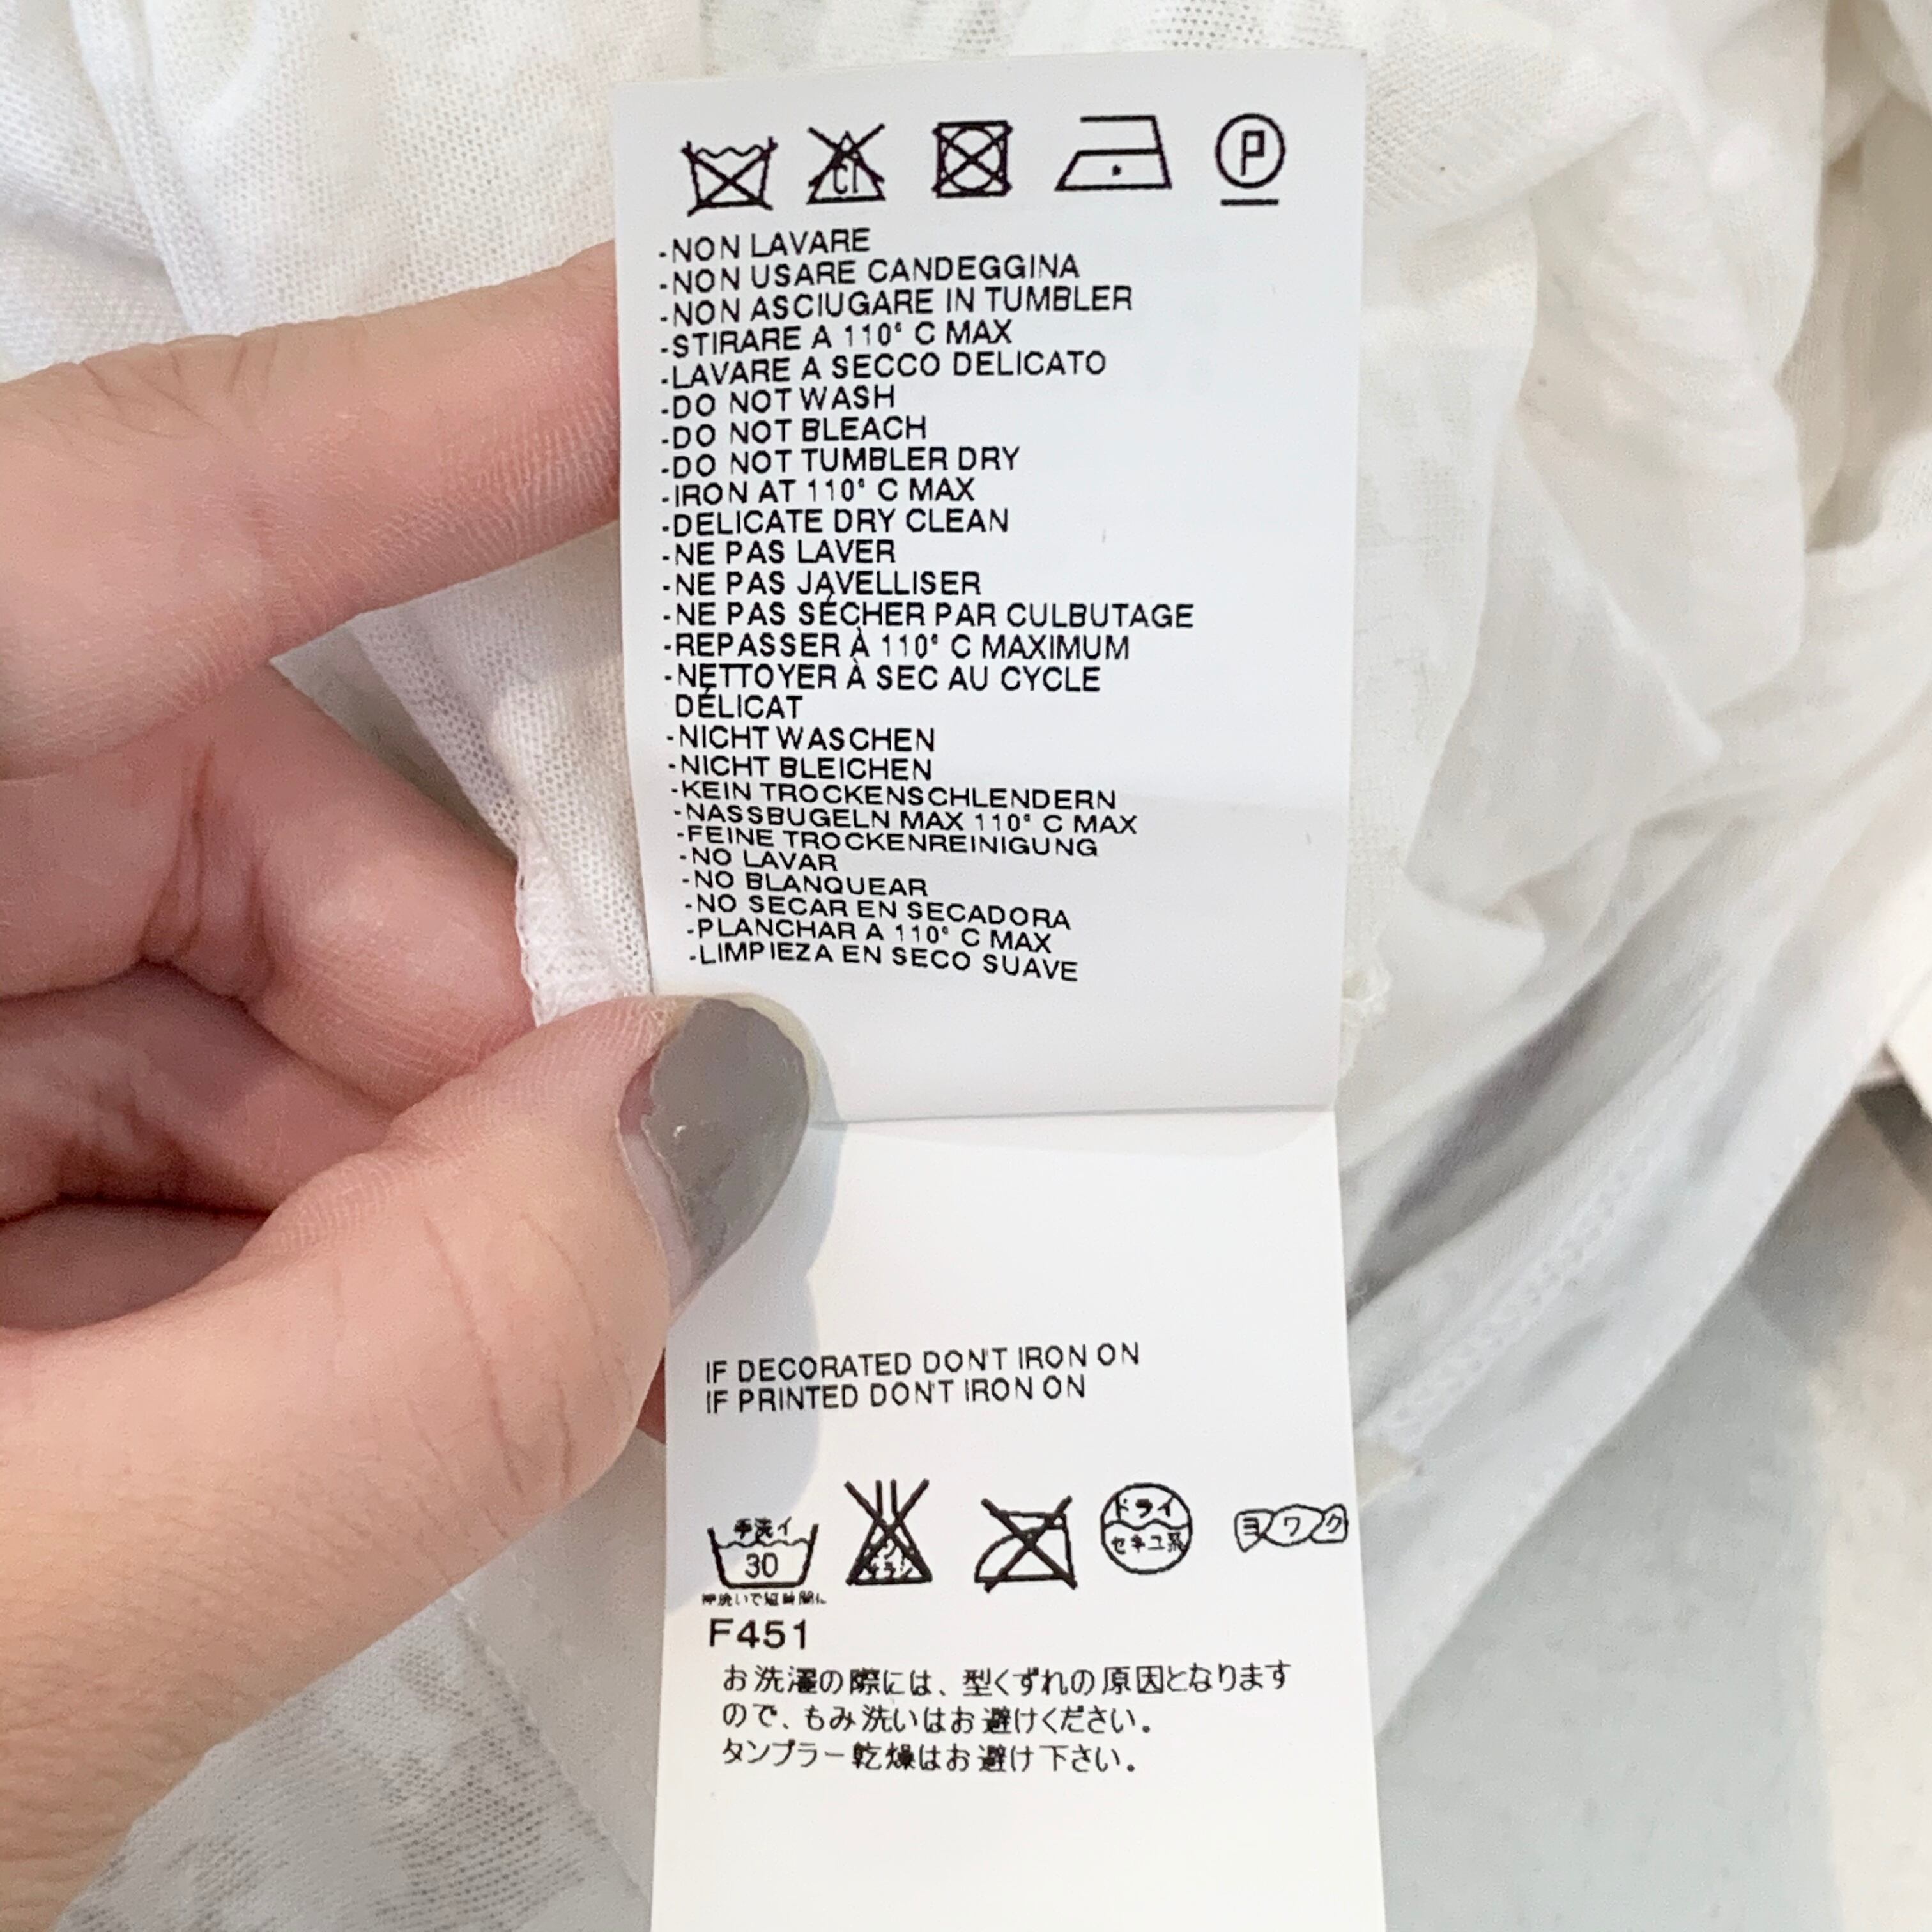 Cl
P
-NON LAVARE
-NON USARE CANDEGGINA
-NON ASCIUGARE IN TUMBLER
-STIRARE A 110° C MAX
-LAVARE A SECCO DELICATO
-DO NOT WASH
-DO NOT BLEACH
-DO NOT TUMBLER DRY
-IRON AT 110° C MAX
-DELICATE DRY CLEAN
-NE PAS LAVER
-NE PAS JAVELLISER
-NE PAS SÉCHER PAR CULBUTAGE
-REPASSER À 110° C MAXIMUM
-NETTOYER À SEC AU CYCLE
DÉLICAT
-NICHT WASCHEN
-NICHT BLEICHEN
-KEIN TROCKENSCHLENDERN
-NASSBUGELN MAX 110° C MAX
-FEINE TROCKENREINIGUNG
-NO LAVAR
-NO BLANQUEAR
-NO SECAR EN SECADORA
-PLANCHAR A 110° C MAX
-LIMPIEZA EN SECO SUAVE
IF DECORATED DON'T IRON ON
IF PRINTED DON'T IRON ON
手洗イ
30
ドライ
セキユ系
ヨワク
F451
お洗濯の際には、型くずれの原因となります
ので、もみ洗いはお避けください。
タンブラー乾燥はお避け下さい。